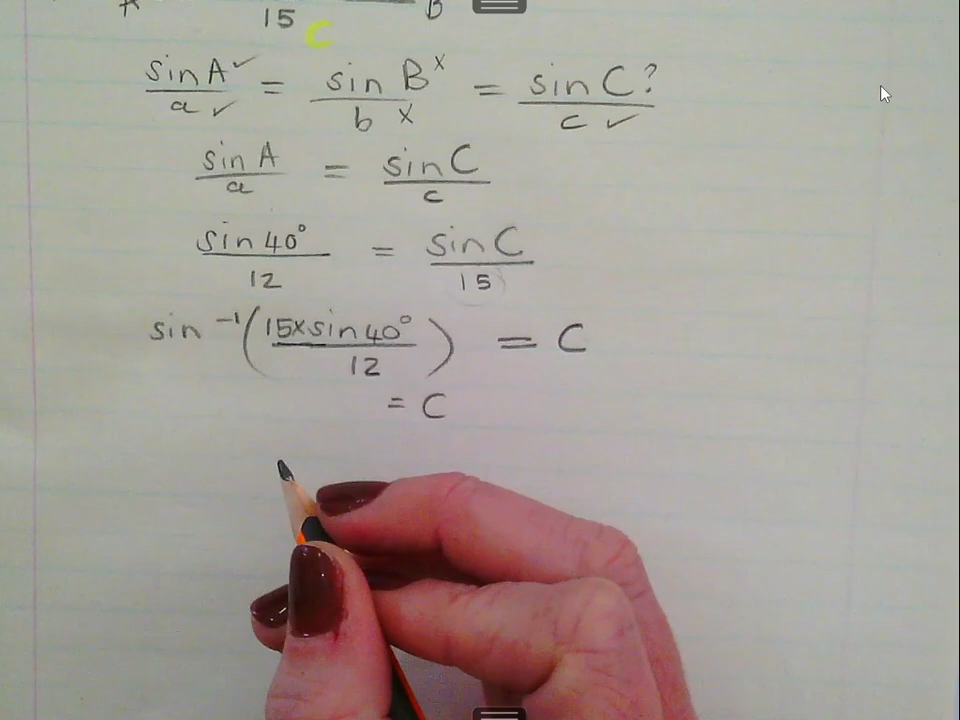 A B
15 c
sin A ✓ / a ✓ = sin B x / b x = sin C ? / c ✓
sin A / a = sin C / c
sin 40° / 12 = sin C / 15
sin ⁻¹ ( 15 x sin 40° / 12 ) = C
= C